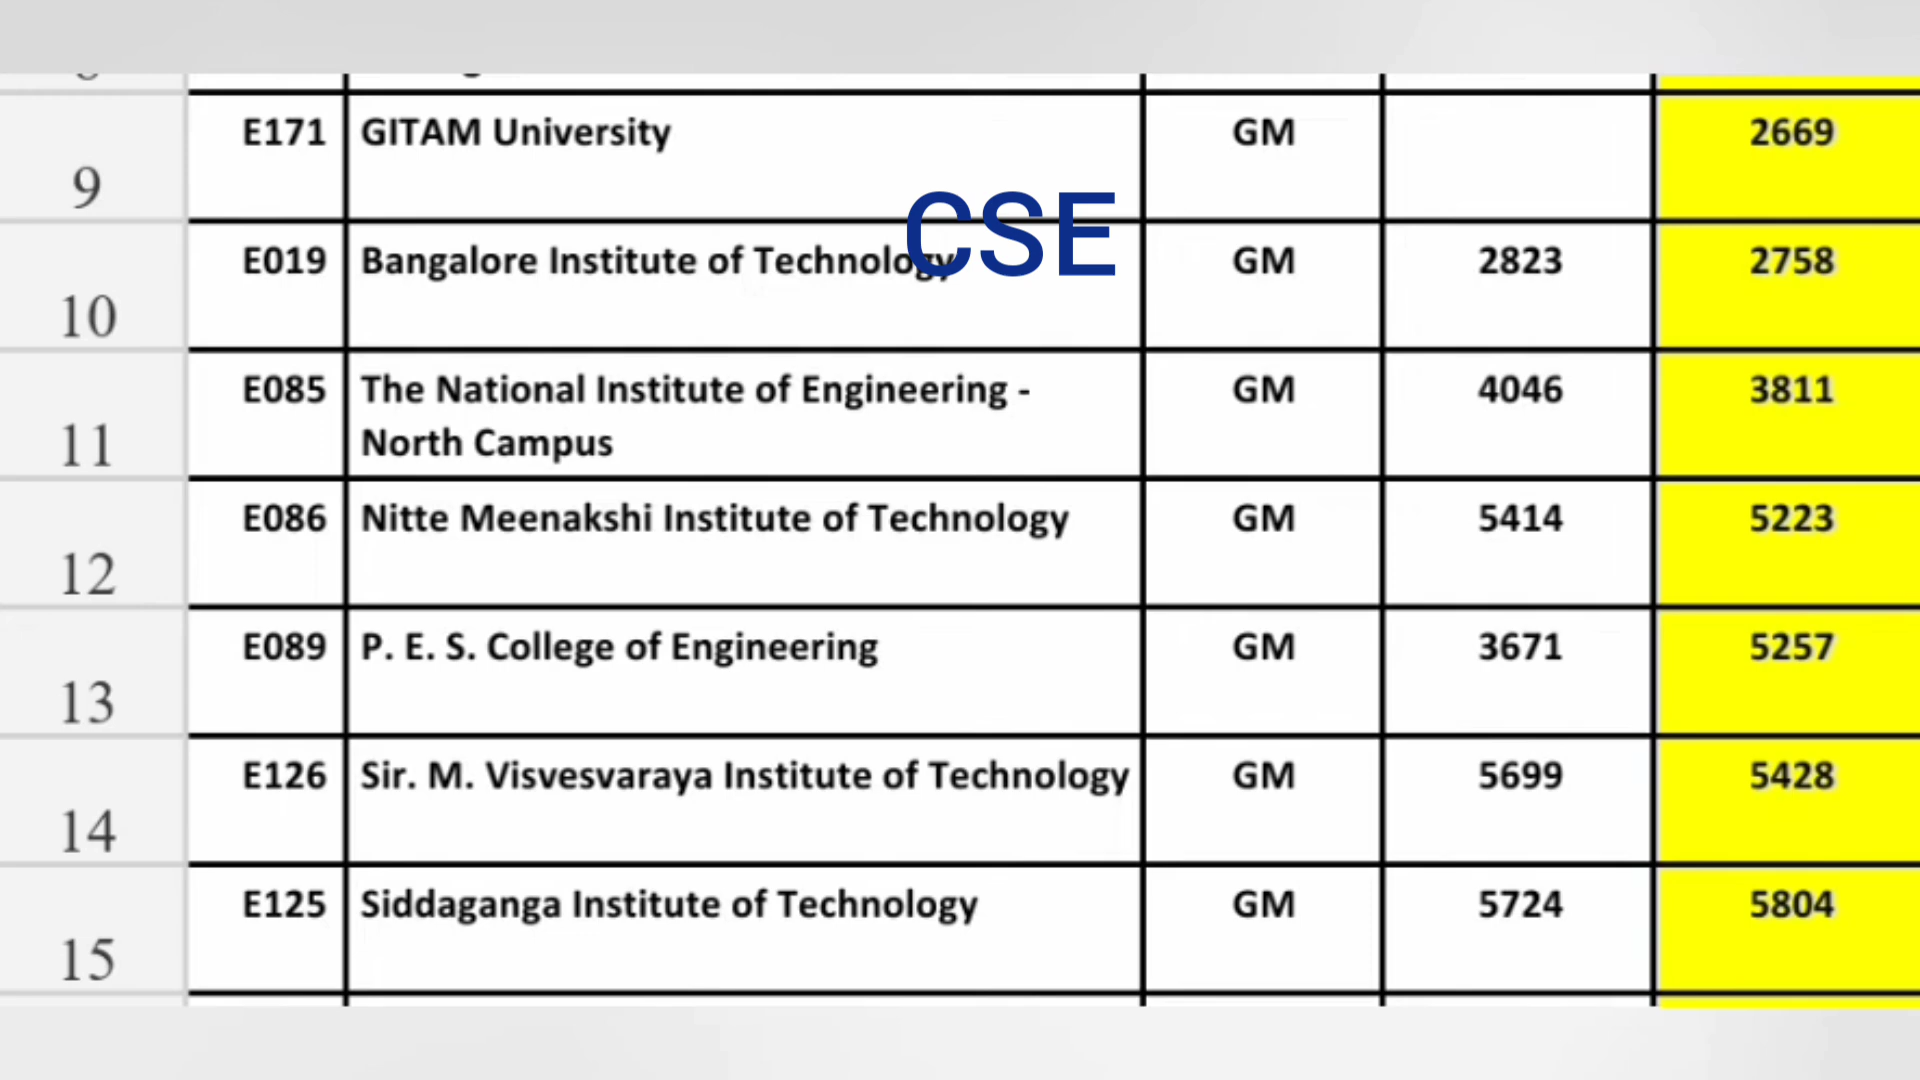 E171 GITAM University GM 2669
9
CSE
E019 Bangalore Institute of Technology GM 2823 2758
10
E085 The National Institute of Engineering - GM 4046 3811
North Campus
11
E086 Nitte Meenakshi Institute of Technology GM 5414 5223
12
E089 P. E. S. College of Engineering GM 3671 5257
13
E126 Sir. M. Visvesvaraya Institute of Technology GM 5699 5428
14
E125 Siddaganga Institute of Technology GM 5724 5804
15